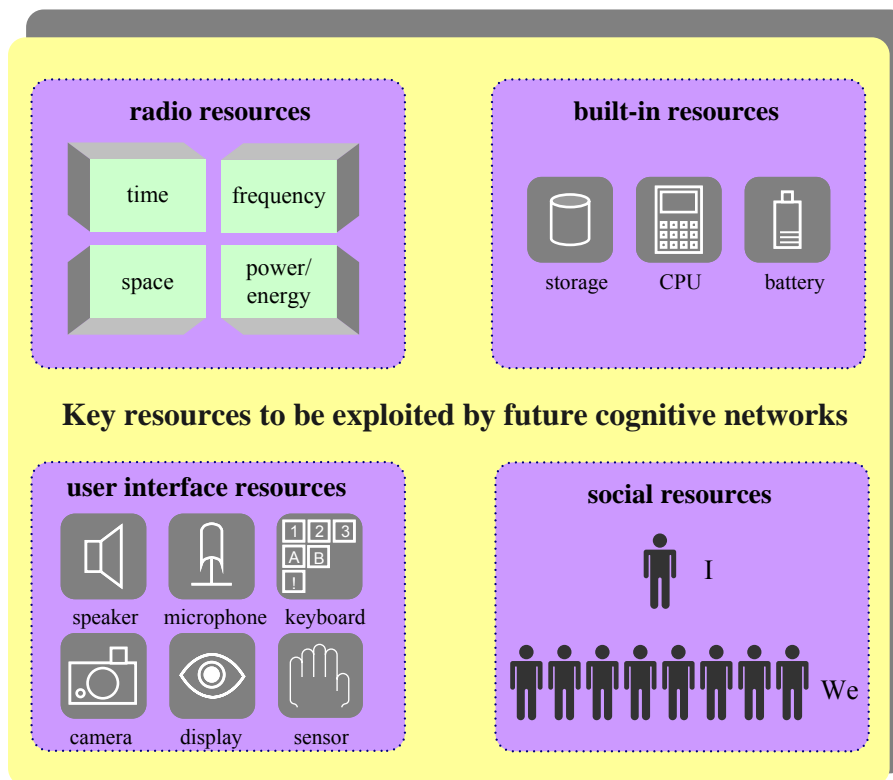 radio resources
time
frequency
space
power/
energy
built-in resources
storage
CPU
battery
Key resources to be exploited by future cognitive networks
user interface resources
1 2 3
A B
!
speaker
microphone
keyboard
camera
display
sensor
social resources
I
We